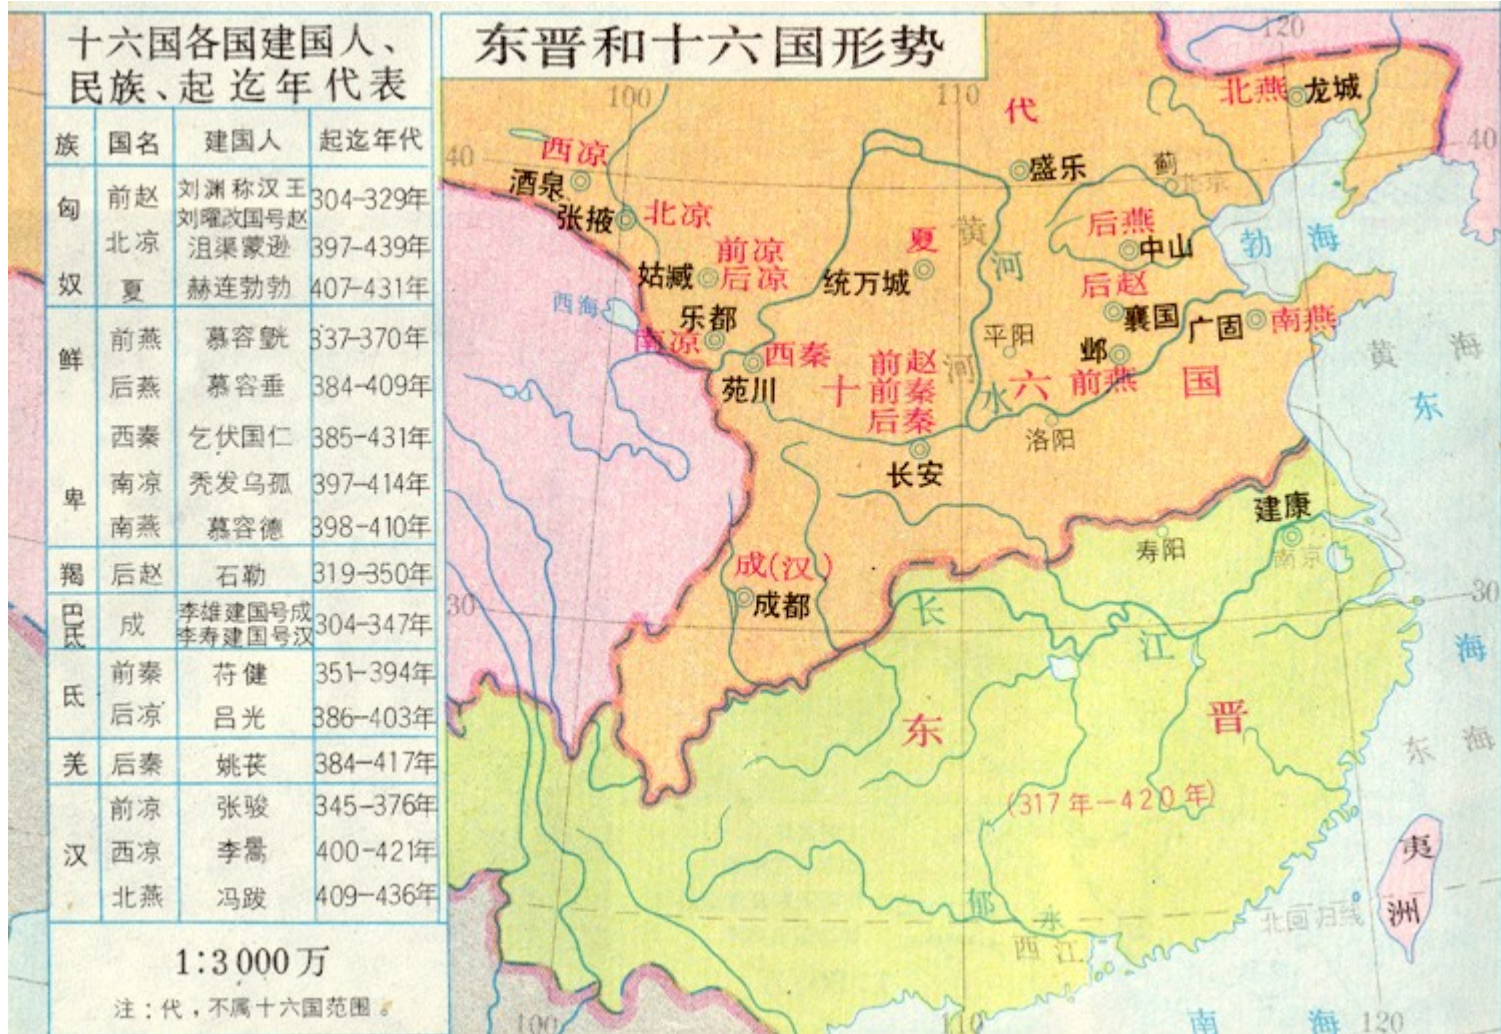 十六国各国建国人、
民族、起迄年代表
族 国名 建国人 起迄年代
匈奴 前赵 刘渊称汉王 304-329年
刘曜改国号赵
北凉 沮渠蒙逊 397-439年
夏 赫连勃勃 407-431年
鲜卑 前燕 慕容皝 337-370年
后燕 慕容垂 384-409年
西秦 乞伏国仁 385-431年
南凉 秃发乌孤 397-414年
南燕 慕容德 398-410年
羯 后赵 石勒 319-350年
巴氐 成 李雄建国号成 304-347年
李寿建国号汉
氐 前秦 苻健 351-394年
后凉 吕光 386-403年
羌 后秦 姚苌 384-417年
汉 前凉 张骏 345-376年
西凉 李暠 400-421年
北燕 冯跋 409-436年
1:3000万
注:代,不属十六国范围。
东晋和十六国形势
120
100
110
代
北燕
龙城
40
40
西凉
酒泉
张掖
北凉
盛乐
蓟
北京
前凉
后凉
姑臧
夏
统万城
黄
河
后燕
中山
勃海
西海
乐都
南凉
后赵
襄国
广固
南燕
平阳
邺
黄海
苑川
西秦
前赵
前秦
后秦
十六国
河水
前燕
洛阳
长安
东海
建康
寿阳
南京
成(汉)
成都
30
30
长江
东晋
(317年-420年)
东海
夷洲
郁水
西江
北回归线
南海
100
110
120